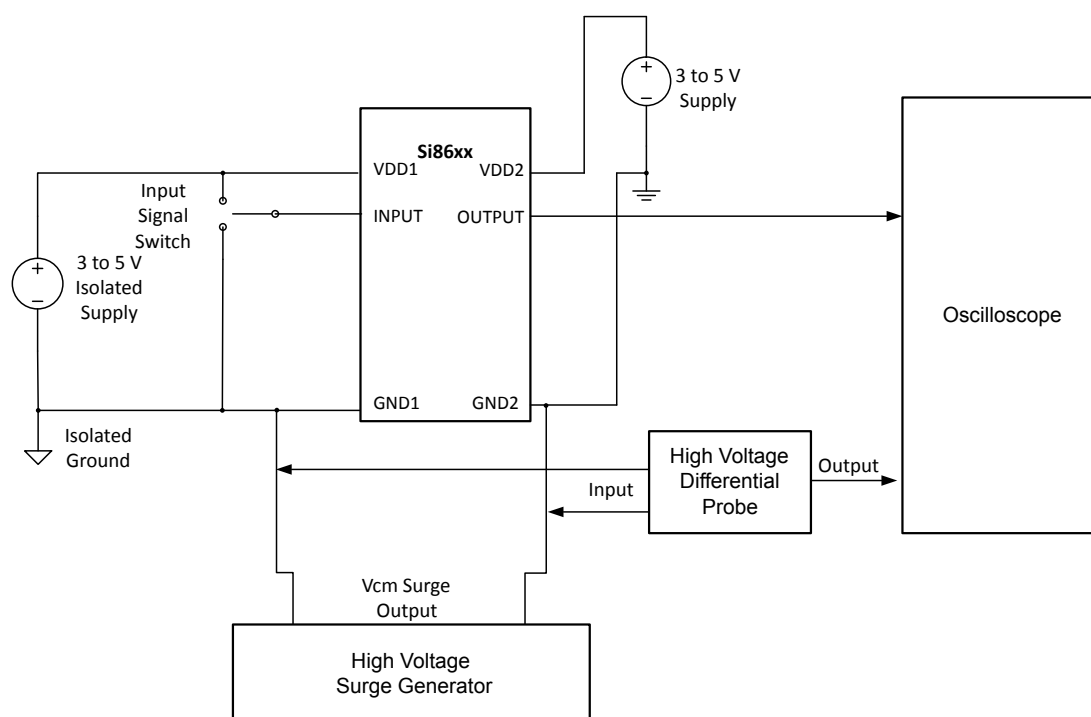 3 to 5 V
Supply
Si86xx
VDD1
VDD2
Input
Signal
Switch
INPUT
OUTPUT
+
−
3 to 5 V
Isolated
Supply
+
−
Oscilloscope
GND1
GND2
Isolated
Ground
High Voltage
Differential
Probe
Input
Output
Vcm Surge
Output
High Voltage
Surge Generator